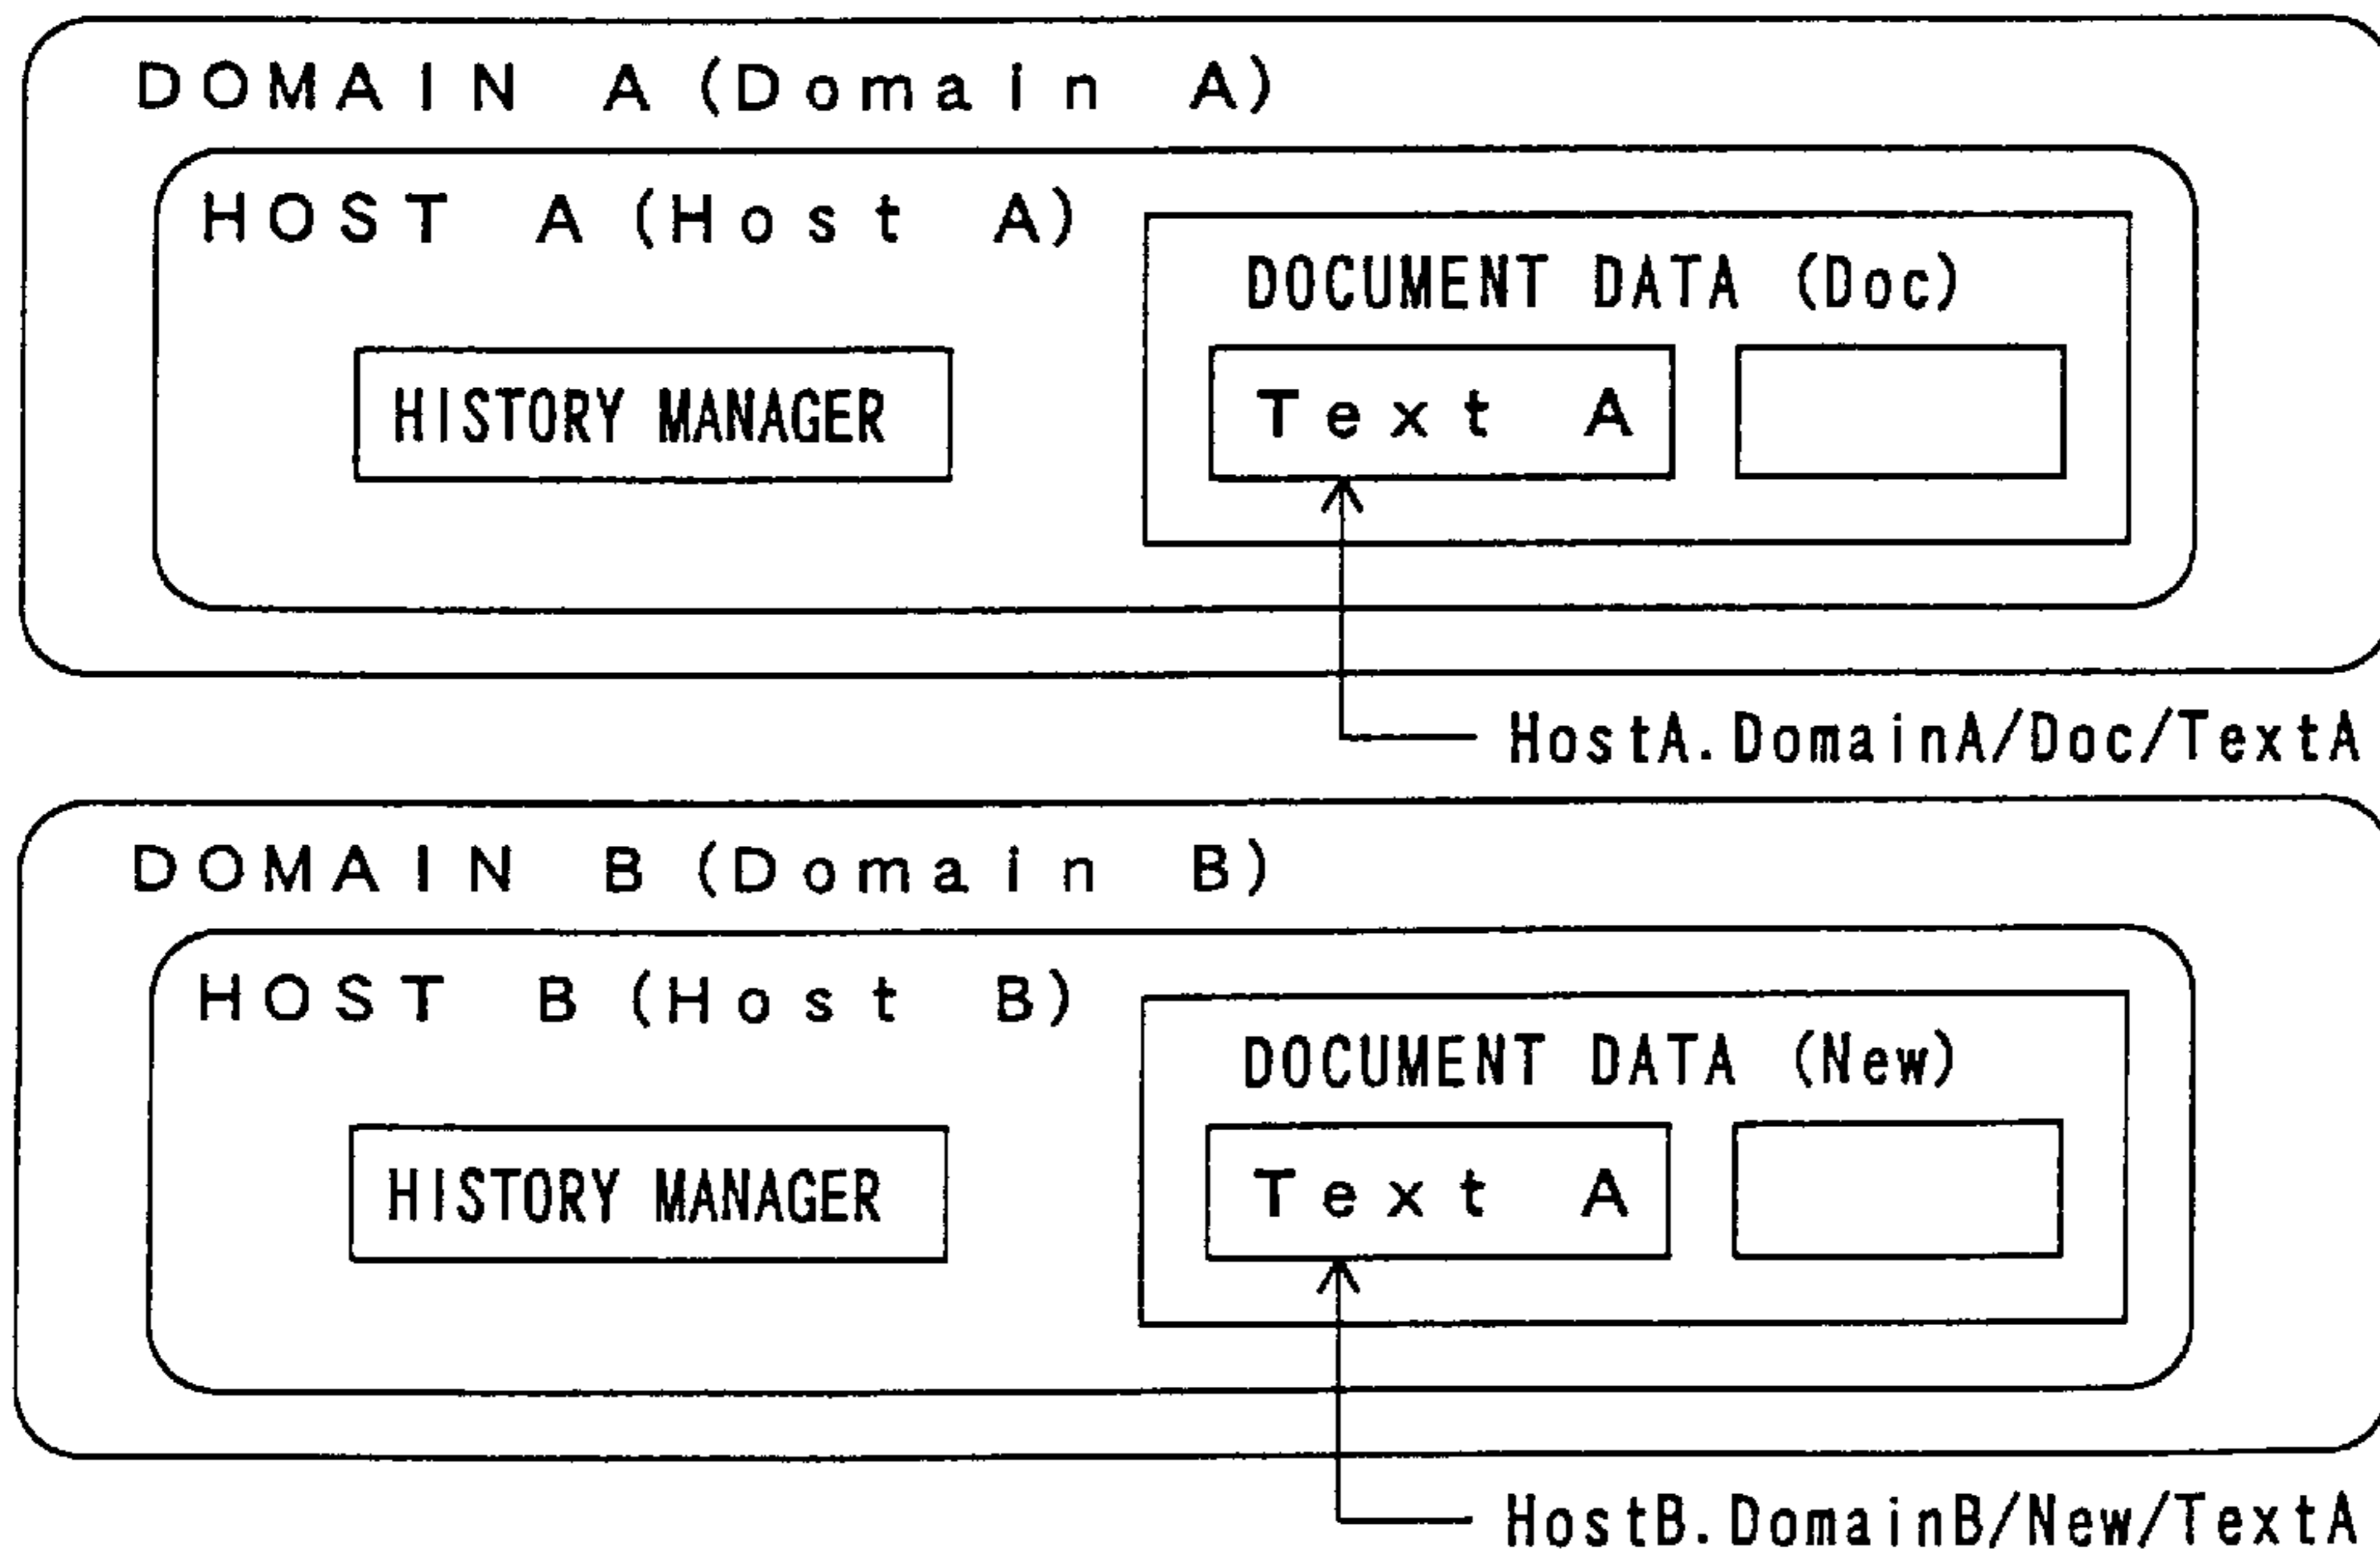 DOMAIN A (Domain A)
HOST A (Host A)
DOCUMENT DATA (Doc)
HISTORY MANAGER
Text A
HostA.DomainA/Doc/TextA
DOMAIN B (Domain B)
HOST B (Host B)
DOCUMENT DATA (New)
HISTORY MANAGER
Text A
HostB.DomainB/New/TextA